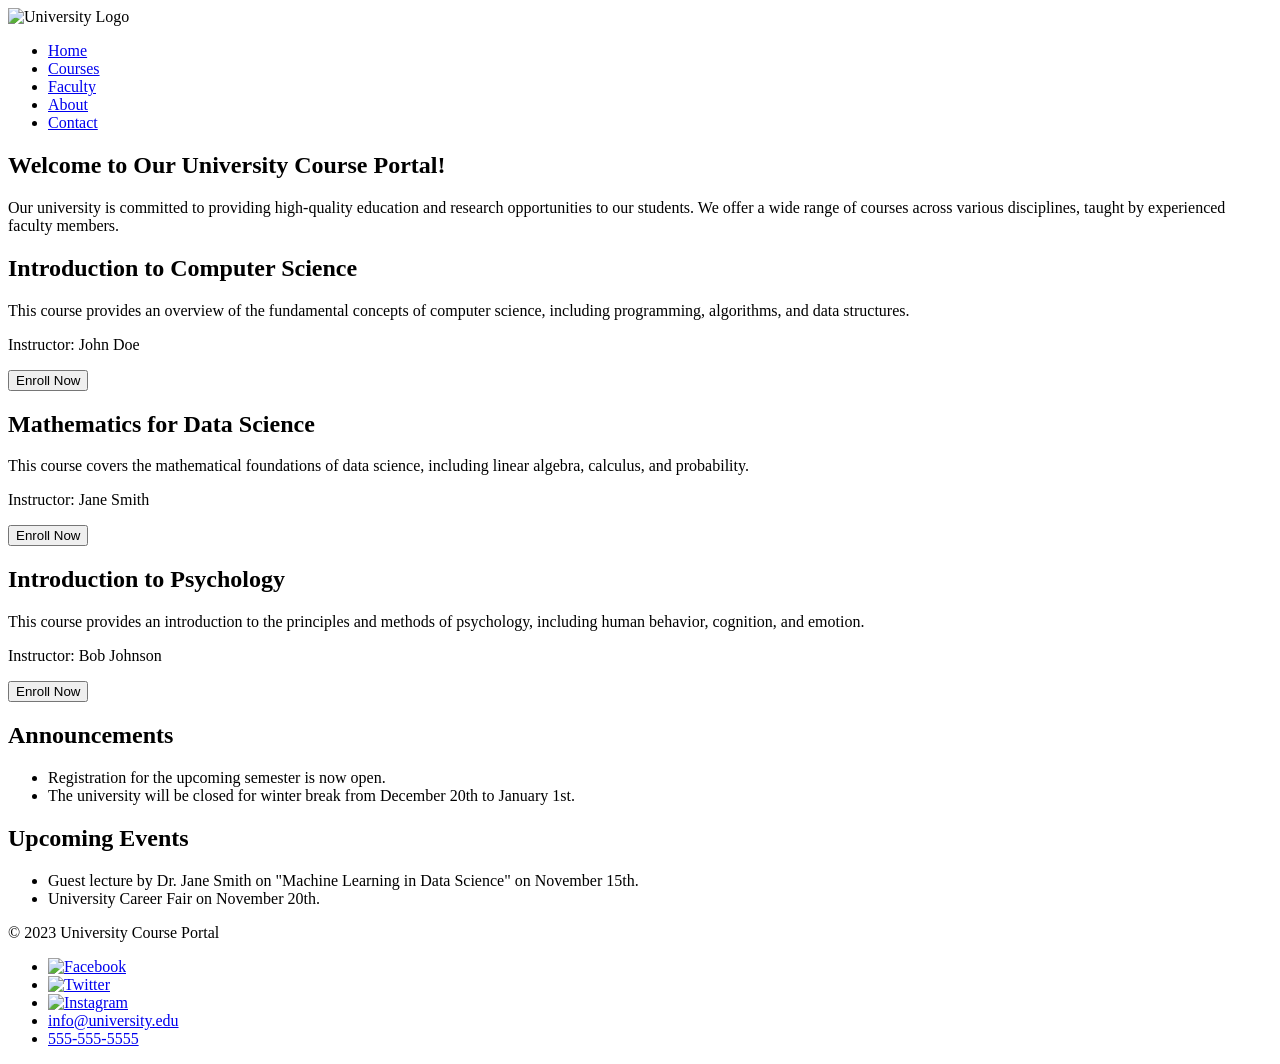 University Logo
Home
Courses
Faculty
About
Contact
Welcome to Our University Course Portal!
Our university is committed to providing high-quality education and research opportunities to our students. We offer a wide range of courses across various disciplines, taught by experienced
faculty members.
Introduction to Computer Science
This course provides an overview of the fundamental concepts of computer science, including programming, algorithms, and data structures.
Instructor: John Doe
Enroll Now
Mathematics for Data Science
This course covers the mathematical foundations of data science, including linear algebra, calculus, and probability.
Instructor: Jane Smith
Enroll Now
Introduction to Psychology
This course provides an introduction to the principles and methods of psychology, including human behavior, cognition, and emotion.
Instructor: Bob Johnson
Enroll Now
Announcements
Registration for the upcoming semester is now open.
The university will be closed for winter break from December 20th to January 1st.
Upcoming Events
Guest lecture by Dr. Jane Smith on "Machine Learning in Data Science" on November 15th.
University Career Fair on November 20th.
© 2023 University Course Portal
Facebook
Twitter
Instagram
info@university.edu
555-555-5555